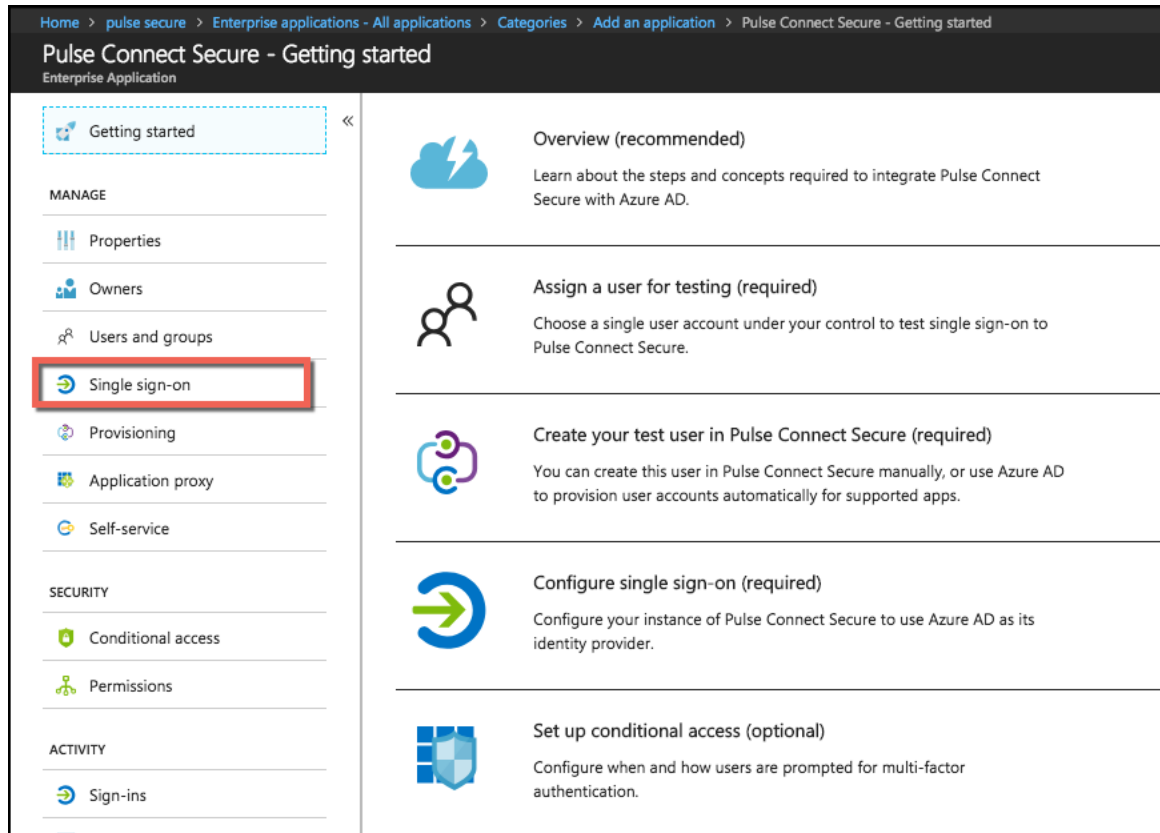 Home > pulse secure > Enterprise applications - All applications > Categories > Add an application > Pulse Connect Secure - Getting started
Pulse Connect Secure - Getting started
Enterprise Application
Getting started
«
MANAGE
Properties
Owners
Users and groups
Single sign-on
Provisioning
Application proxy
Self-service
SECURITY
Conditional access
Permissions
ACTIVITY
Sign-ins
Overview (recommended)
Learn about the steps and concepts required to integrate Pulse Connect
Secure with Azure AD.
Assign a user for testing (required)
Choose a single user account under your control to test single sign-on to
Pulse Connect Secure.
Create your test user in Pulse Connect Secure (required)
You can create this user in Pulse Connect Secure manually, or use Azure AD
to provision user accounts automatically for supported apps.
Configure single sign-on (required)
Configure your instance of Pulse Connect Secure to use Azure AD as its
identity provider.
Set up conditional access (optional)
Configure when and how users are prompted for multi-factor
authentication.